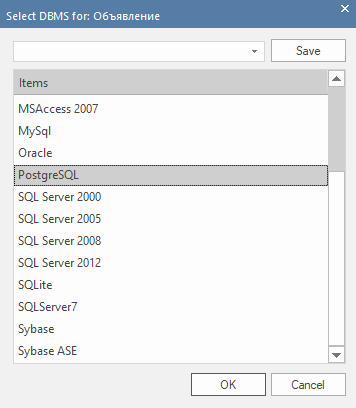 Select DBMS for: Объявление
Save
Items
MSAccess 2007
MySql
Oracle
PostgreSQL
SQL Server 2000
SQL Server 2005
SQL Server 2008
SQL Server 2012
SQLite
SQLServer7
Sybase
Sybase ASE
OK
Cancel